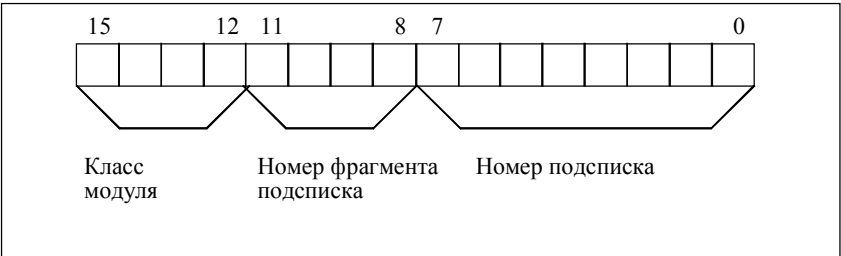 15 12 11 8 7 0
Класс Номер фрагмента Номер подсписка
модуля подсписка